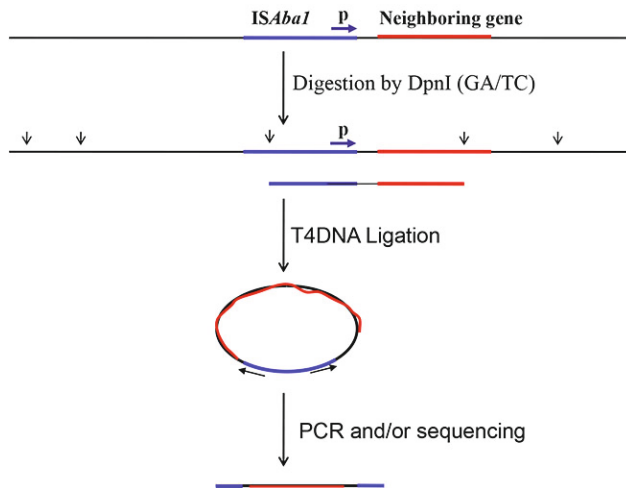 ISAba1 p Neighboring gene
Digestion by DpnI (GA/TC)
p
T4DNA Ligation
PCR and/or sequencing